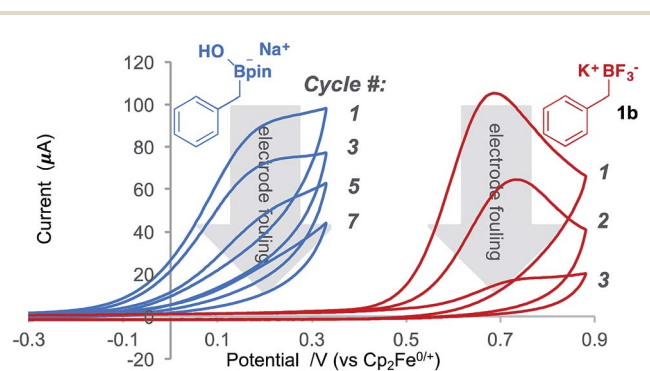 HO
Na⁺
⁻
Bpin
Cycle #:
1
3
5
7
electrode fouling
K⁺ BF₃⁻
1b
1
2
3
electrode fouling
120
100
80
60
40
20
0
-20
Current (µA)
-0.3 -0.1 0.1 0.3 0.5 0.7 0.9
Potential /V (vs Cp₂Fe⁰/⁺)